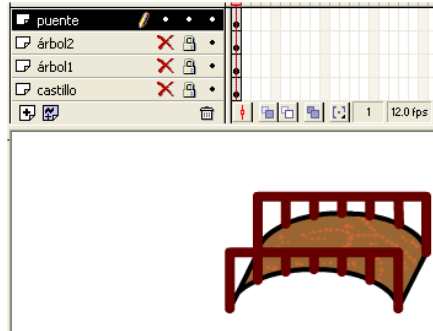 puente
árbol2
árbol1
castillo
1 12.0 fps